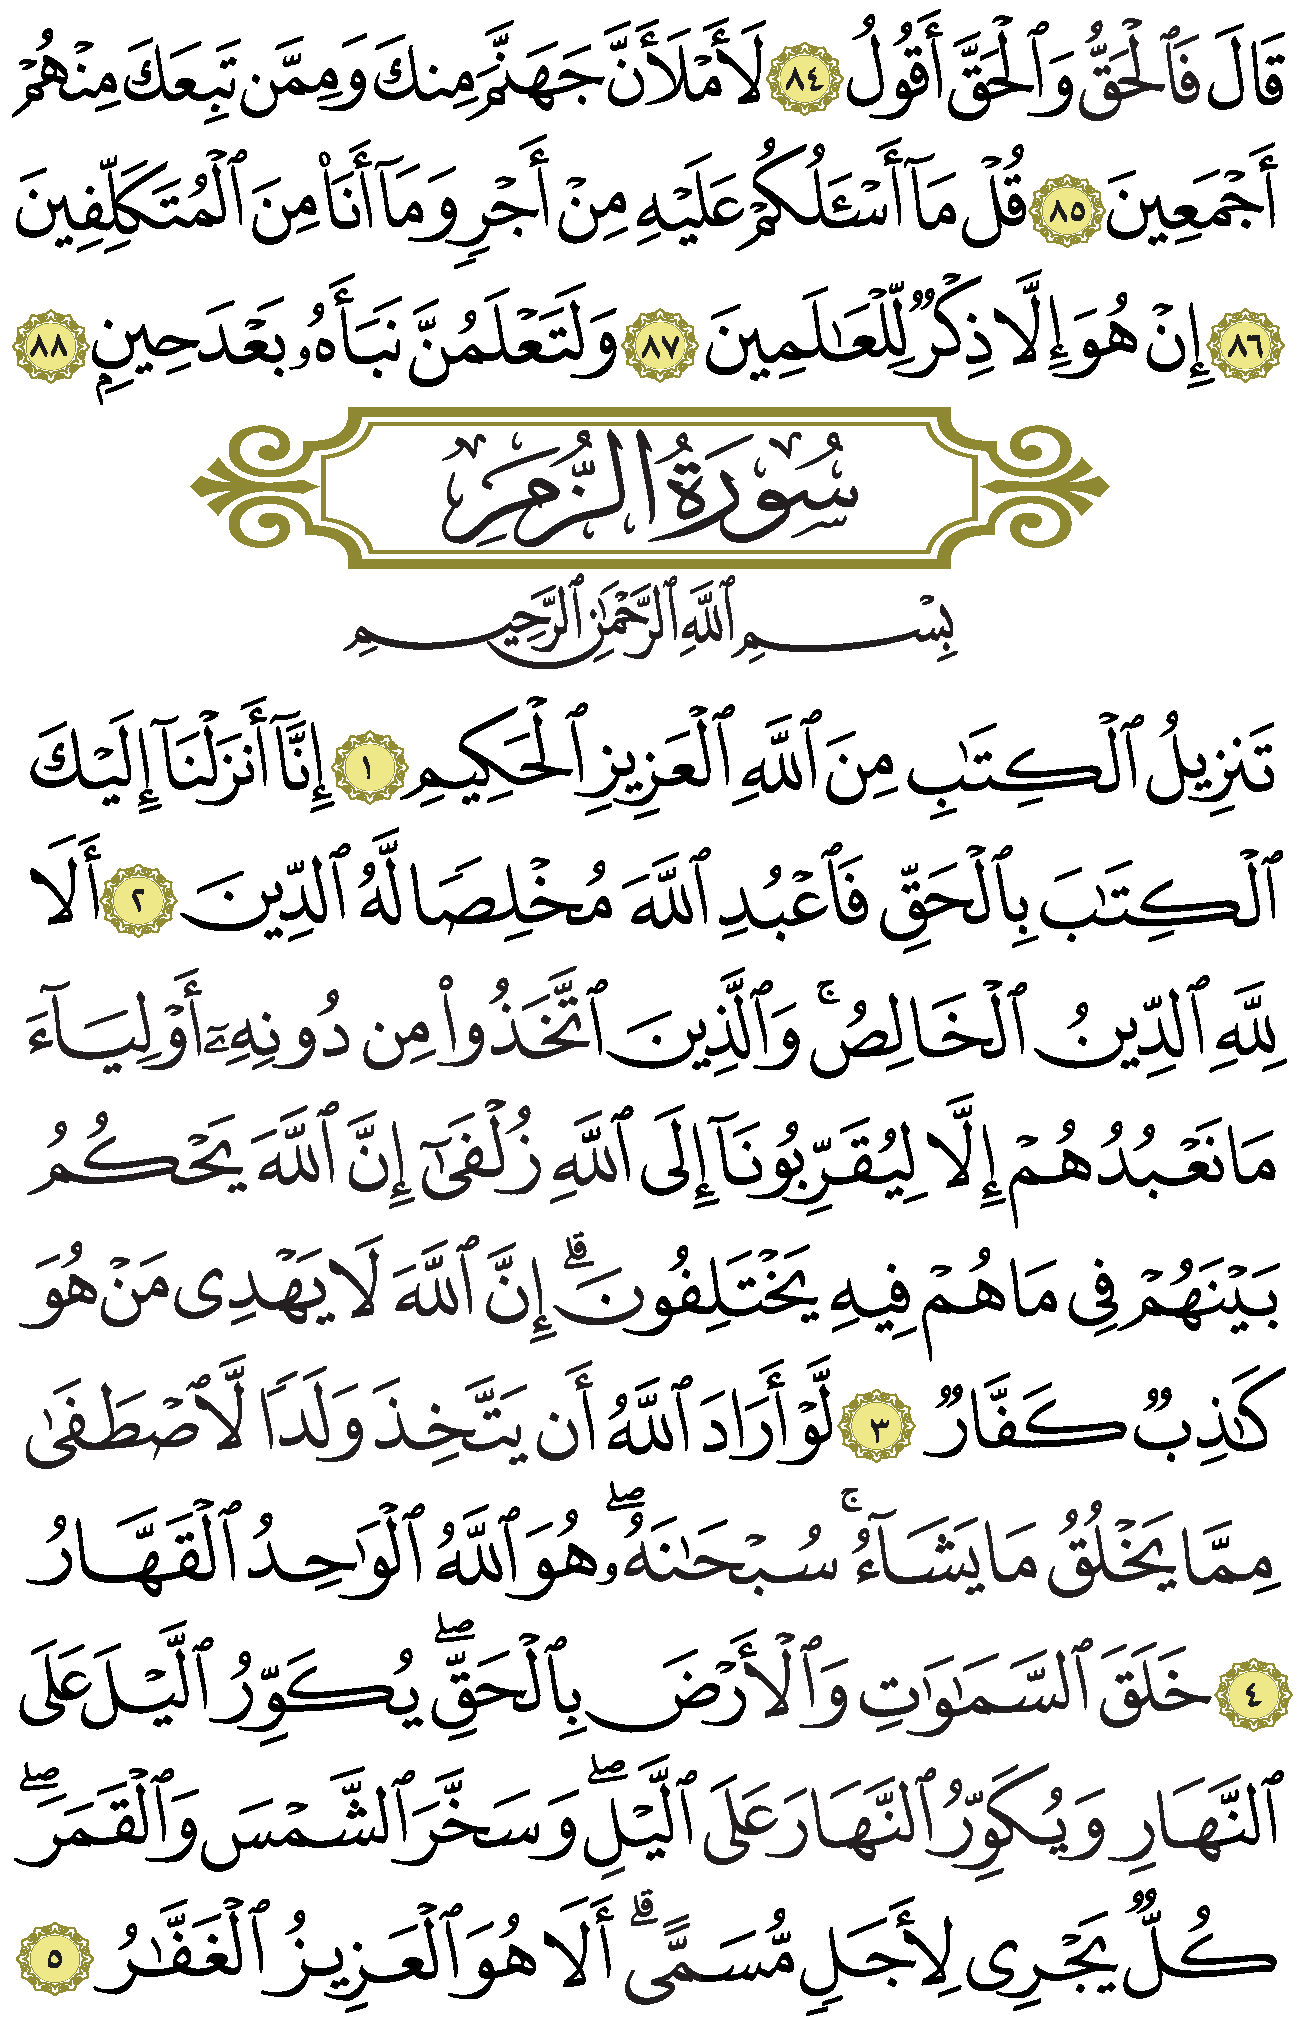 قَالَ فَٱلْحَقُّ وَٱلْحَقَّ أَقُولُ ٨٤ لَأَمْلَأَنَّ جَهَنَّمَ مِنكَ وَمِمَّن تَبِعَكَ مِنْهُمْ
أَجْمَعِينَ ٨٥ قُلْ مَآ أَسْـَٔلُكُمْ عَلَيْهِ مِنْ أَجْرٍ وَمَآ أَنَا۠ مِنَ ٱلْمُتَكَلِّفِينَ
٨٦ إِنْ هُوَ إِلَّا ذِكْرٌ لِّلْعَـٰلَمِينَ ٨٧ وَلَتَعْلَمُنَّ نَبَأَهُۥ بَعْدَ حِينٍۭ ٨٨
سُورَةُ الزُّمَرِ
بِسْمِ ٱللَّهِ ٱلرَّحْمَـٰنِ ٱلرَّحِيمِ
تَنزِيلُ ٱلْكِتَـٰبِ مِنَ ٱللَّهِ ٱلْعَزِيزِ ٱلْحَكِيمِ ١ إِنَّآ أَنزَلْنَآ إِلَيْكَ
ٱلْكِتَـٰبَ بِٱلْحَقِّ فَٱعْبُدِ ٱللَّهَ مُخْلِصًا لَّهُ ٱلدِّينَ ٢ أَلَا
لِلَّهِ ٱلدِّينُ ٱلْخَالِصُ ۚ وَٱلَّذِينَ ٱتَّخَذُوا۟ مِن دُونِهِۦٓ أَوْلِيَآءَ
مَا نَعْبُدُهُمْ إِلَّا لِيُقَرِّبُونَآ إِلَى ٱللَّهِ زُلْفَىٰٓ إِنَّ ٱللَّهَ يَحْكُمُ
بَيْنَهُمْ فِى مَا هُمْ فِيهِ يَخْتَلِفُونَ ۗ إِنَّ ٱللَّهَ لَا يَهْدِى مَنْ هُوَ
كَـٰذِبٌ كَفَّارٌ ٣ لَّوْ أَرَادَ ٱللَّهُ أَن يَتَّخِذَ وَلَدًا لَّٱصْطَفَىٰ
مِمَّا يَخْلُقُ مَا يَشَآءُ ۚ سُبْحَـٰنَهُۥ ۖ هُوَ ٱللَّهُ ٱلْوَٰحِدُ ٱلْقَهَّارُ
٤ خَلَقَ ٱلسَّمَـٰوَٰتِ وَٱلْأَرْضَ بِٱلْحَقِّ ۖ يُكَوِّرُ ٱلَّيْلَ عَلَى
ٱلنَّهَارِ وَيُكَوِّرُ ٱلنَّهَارَ عَلَى ٱلَّيْلِ ۖ وَسَخَّرَ ٱلشَّمْسَ وَٱلْقَمَرَ ۖ
كُلٌّ يَجْرِى لِأَجَلٍ مُّسَمًّى ۗ أَلَا هُوَ ٱلْعَزِيزُ ٱلْغَفَّـٰرُ ٥